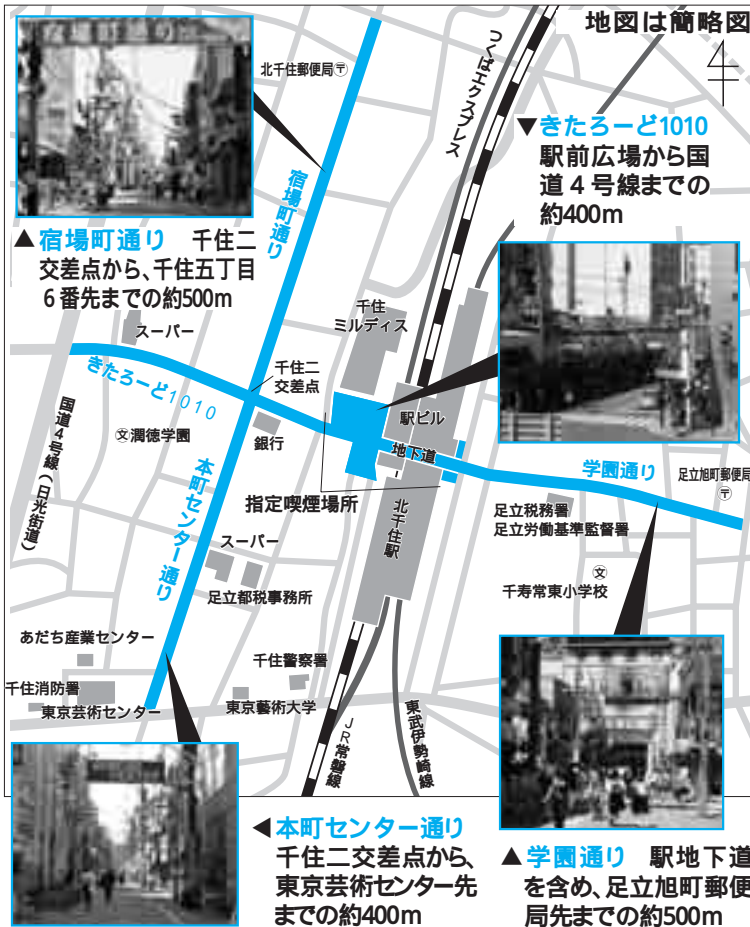 地図は簡略図
北千住郵便局〒
つくばエクスプレス
▼きたろーど1010
駅前広場から国
道4号線までの
約400m
宿場町通り
▲宿場町通り 千住二
交差点から、千住五丁目
6番先までの約500m
スーパー
千住
ミルディス
きたろーど1010
千住二
交差点
駅ビル
国道4号線(日光街道)
文潤徳学園
銀行
地下道
学園通り
足立旭町郵便局
〒
本町センター通り
指定喫煙場所
北千住駅
足立税務署
足立労働基準監督署
スーパー
文
千寿常東小学校
足立都税事務所
あだち産業センター
千住警察署
千住消防署
東京芸術センター
東京藝術大学
JR常磐線
東武伊勢崎線
◀本町センター通り
千住二交差点から、
東京芸術センター先
までの約400m
▲学園通り 駅地下道
を含め、足立旭町郵便
局先までの約500m